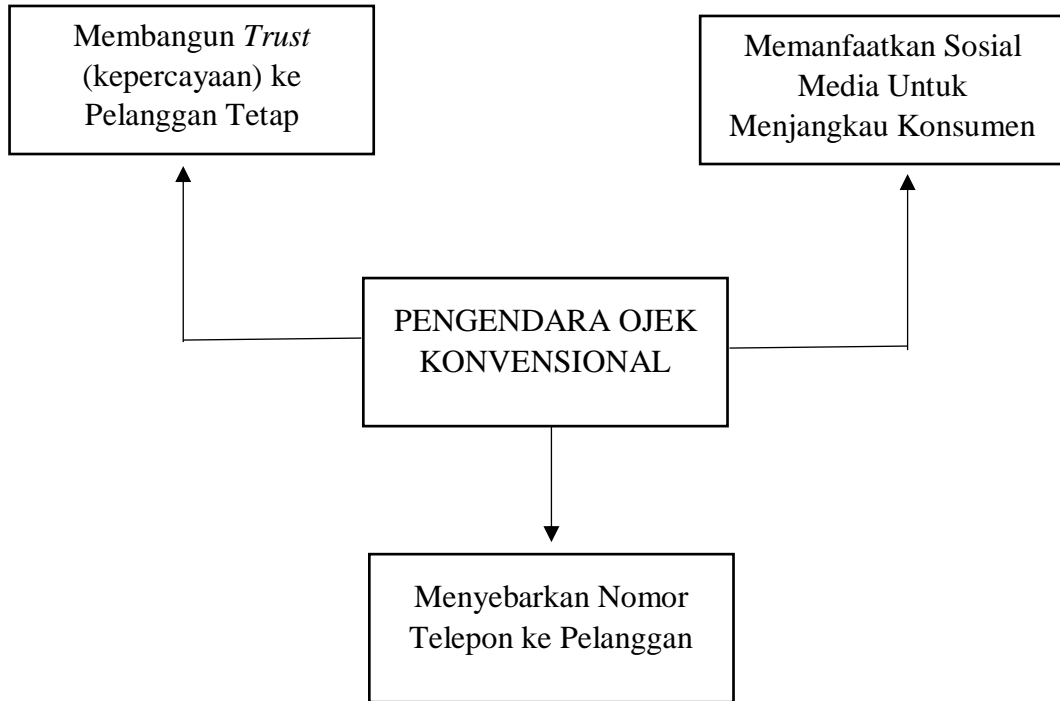 Membangun Trust
(kepercayaan) ke
Pelanggan Tetap
Memanfaatkan Sosial
Media Untuk
Menjangkau Konsumen
PENGENDARA OJEK
KONVENSIONAL
Menyebarkan Nomor
Telepon ke Pelanggan